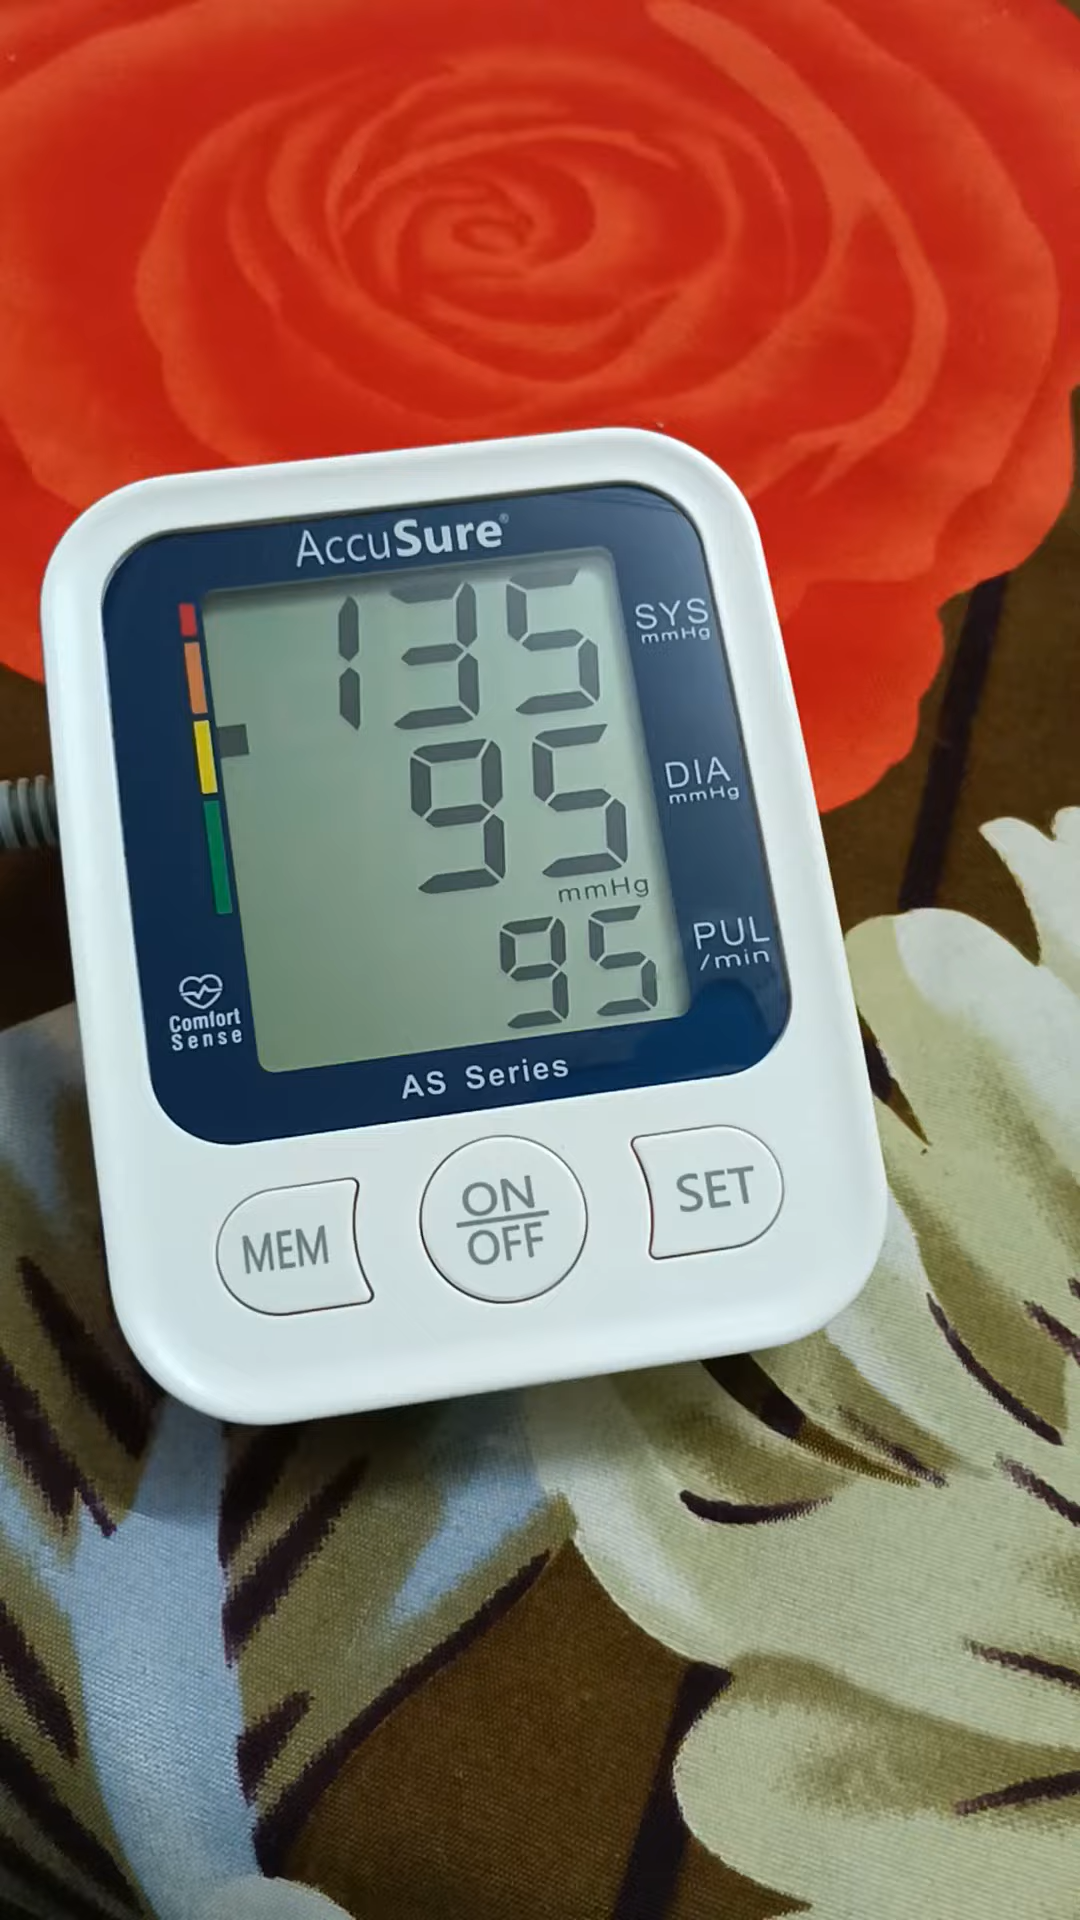 AccuSure®
135
SYS
mmHg
95
DIA
mmHg
mmHg
95
PUL
/min
Comfort
Sense
AS Series
MEM
ON
OFF
SET